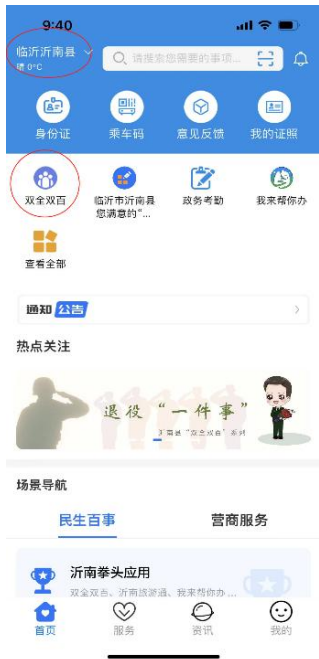 9:40
临沂沂南县
晴 0°C
请搜索您需要的事项...
身份证
乘车码
意见反馈
我的证照
双全双百
临沂市沂南县
您满意的“...
政务考勤
我来帮你办
查看全部
通知 公告
热点关注
退役“一件事”
场景导航
民生百事
营商服务
沂南拳头应用
双全双百、沂南旅游通、我来帮你办 ...
首页
服务
资讯
我的